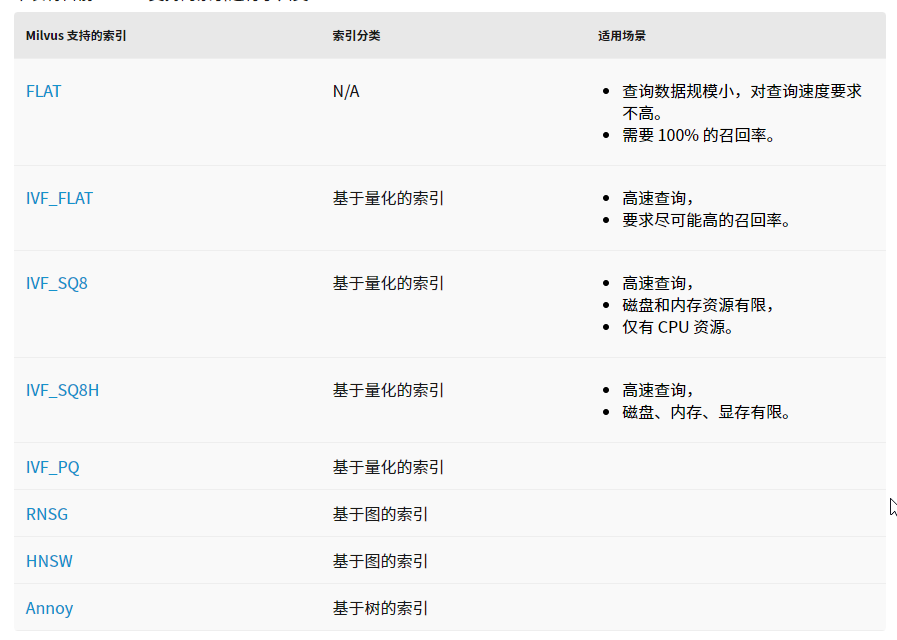 Milvus 支持的索引 索引分类 适用场景
FLAT N/A 查询数据规模小，对查询速度要求
不高。
需要 100% 的召回率。
IVF_FLAT 基于量化的索引 高速查询，
要求尽可能高的召回率。
IVF_SQ8 基于量化的索引 高速查询，
磁盘和内存资源有限，
仅有 CPU 资源。
IVF_SQ8H 基于量化的索引 高速查询，
磁盘、内存、显存有限。
IVF_PQ 基于量化的索引
RNSG 基于图的索引
HNSW 基于图的索引
Annoy 基于树的索引